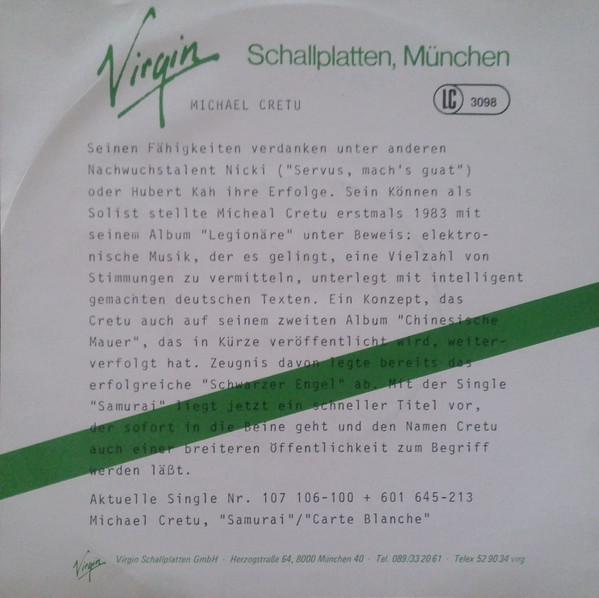 Virgin Schallplatten, München
MICHAEL CRETU
LC 3098
Seinen Fähigkeiten verdanken unter anderen
Nachwuchstalent Nicki ("Servus, mach's guat")
oder Hubert Kah ihre Erfolge. Sein Können als
Solist stellte Micheal Cretu erstmals 1983 mit
seinem Album "Legionäre" unter Beweis: elektro-
nische Musik, der es gelingt, eine Vielzahl von
Stimmungen zu vermitteln, unterlegt mit intelligent
gemachten deutschen Texten. Ein Konzept, das
Cretu auch auf seinem zweiten Album "Chinesische
Mauer", das in Kürze veröffentlicht wird, weiter-
verfolgt hat. Zeugnis davon legte bereits das
erfolgreiche "Schwarzer Engel" ab. Mit der Single
"Samurai" liegt jetzt ein schneller Titel vor,
der sofort in die Beine geht und den Namen Cretu
auch einer breiteren Öffentlichkeit zum Begriff
werden läßt.
Aktuelle Single Nr. 107 106-100 + 601 645-213
Michael Cretu, "Samurai"/"Carte Blanche"
Virgin Virgin Schallplatten GmbH · Herzogstraße 64, 8000 München 40 · Tel. 089/33 20 61 · Telex 52 90 34 virg